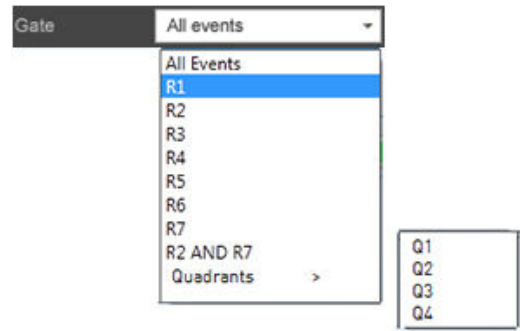 Gate All events
All Events
R1
R2
R3
R4
R5
R6
R7
R2 AND R7
Quadrants >
Q1
Q2
Q3
Q4